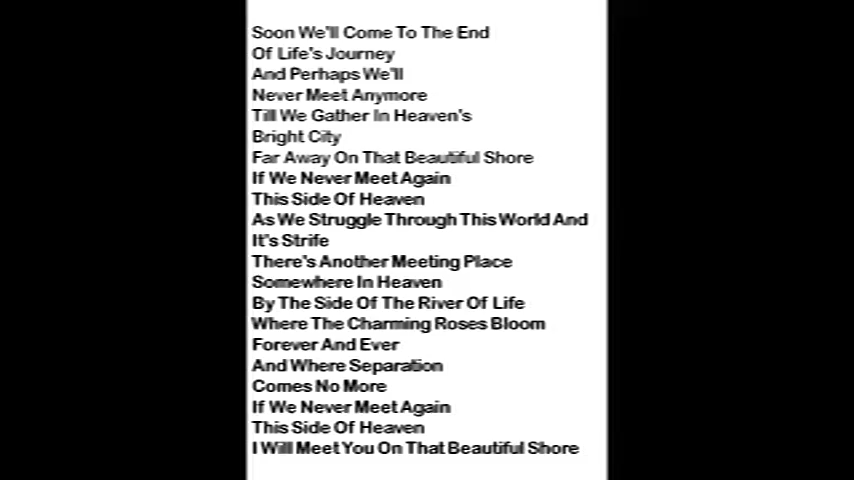 Soon We'll Come To The End
Of Life's Journey
And Perhaps We'll
Never Meet Anymore
Till We Gather In Heaven's
Bright City
Far Away On That Beautiful Shore
If We Never Meet Again
This Side Of Heaven
As We Struggle Through This World And
It's Strife
There's Another Meeting Place
Somewhere In Heaven
By The Side Of The River Of Life
Where The Charming Roses Bloom
Forever And Ever
And Where Separation
Comes No More
If We Never Meet Again
This Side Of Heaven
I Will Meet You On That Beautiful Shore